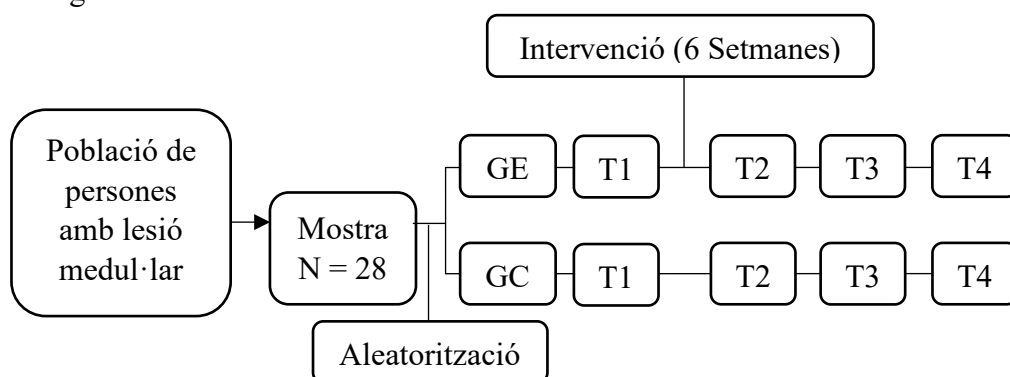 Intervenció (6 Setmanes)
Població de
persones
amb lesió
medul·lar
Mostra
N = 28
GE
T1
T2
T3
T4
GC
T1
T2
T3
T4
Aleatorització